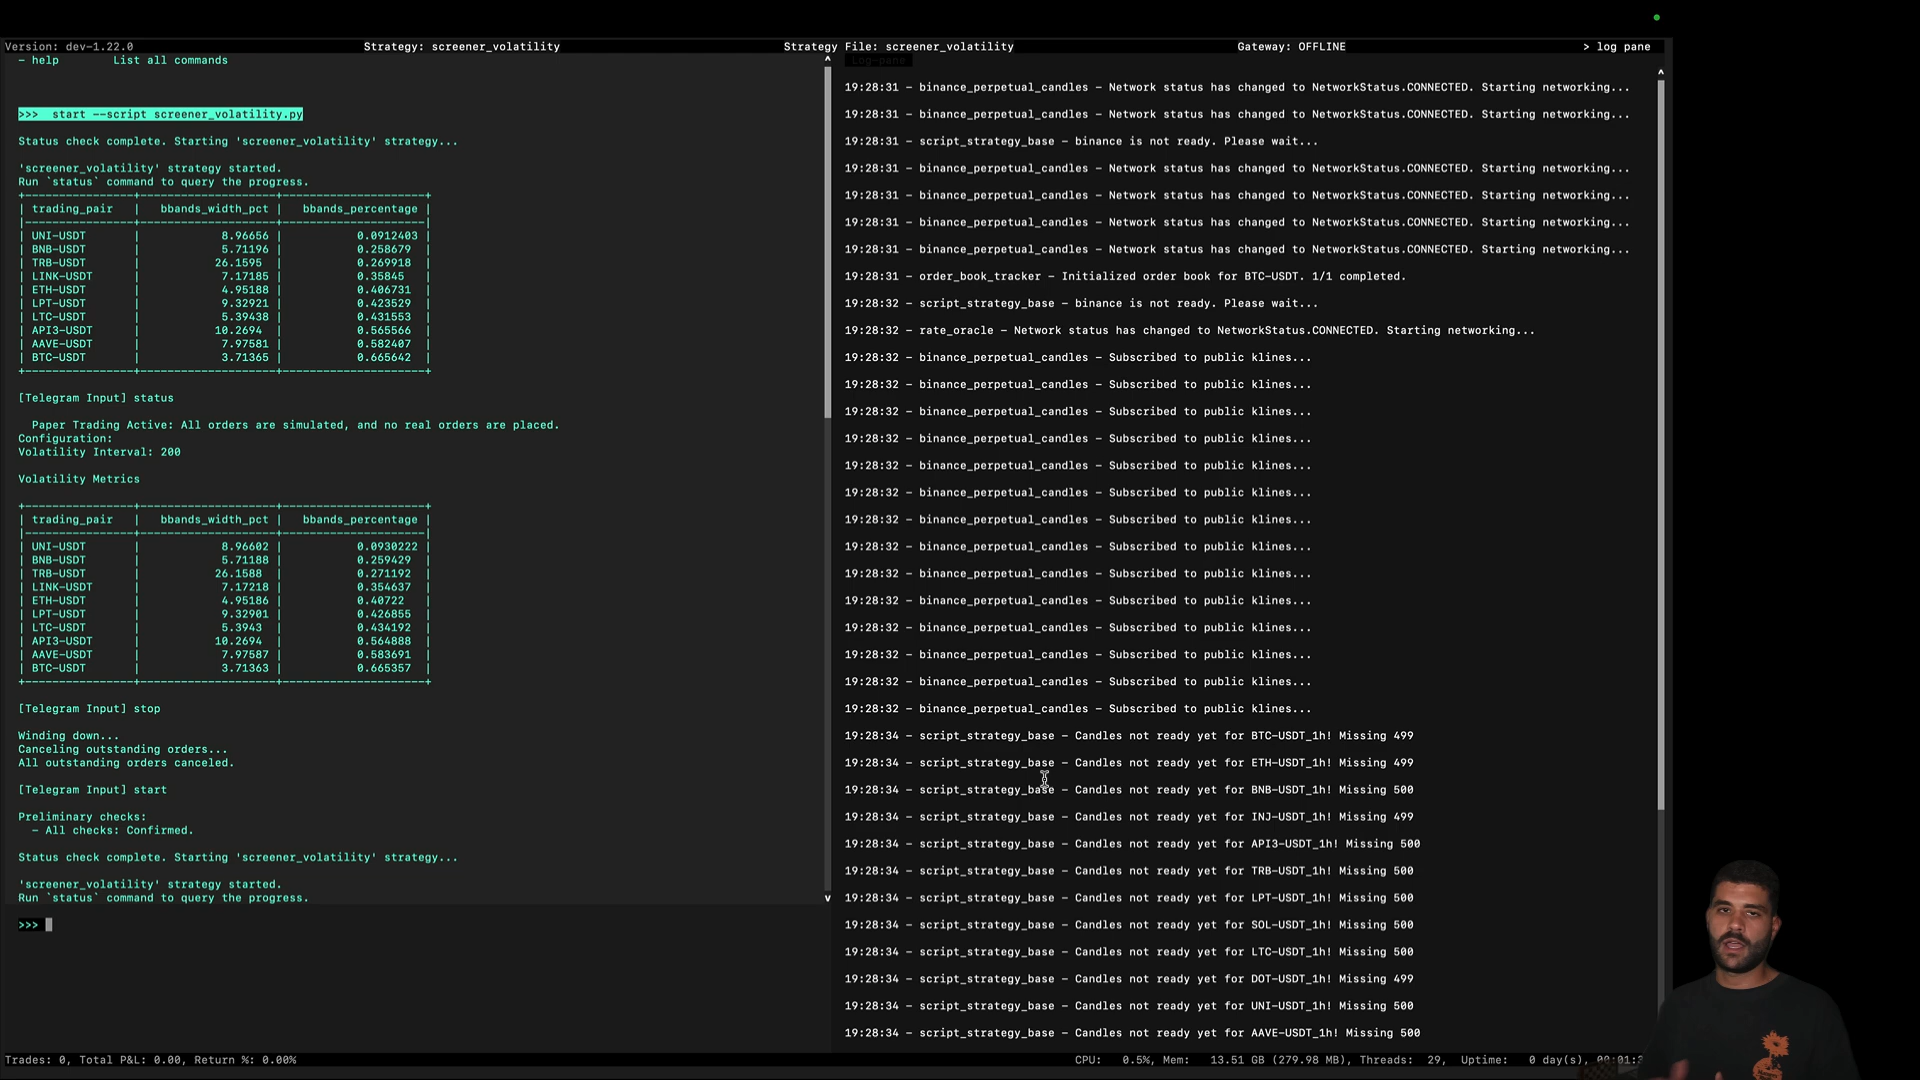 Version: dev-1.22.0 Strategy: screener_volatility Strategy File: screener_volatility Gateway: OFFLINE > log pane
- help List all commands
>>> start --script screener_volatility.py
Status check complete. Starting 'screener_volatility' strategy...
'screener_volatility' strategy started.
Run `status` command to query the progress.
+----------------+--------------------+---------------------+
| trading_pair | bbands_width_pct | bbands_percentage |
|----------------+--------------------+---------------------|
| UNI-USDT | 8.96656 | 0.0912403 |
| BNB-USDT | 5.71196 | 0.258679 |
| TRB-USDT | 26.1595 | 0.269918 |
| LINK-USDT | 7.17185 | 0.35845 |
| ETH-USDT | 4.95188 | 0.406731 |
| LPT-USDT | 9.32921 | 0.423529 |
| LTC-USDT | 5.39438 | 0.431553 |
| API3-USDT | 10.2694 | 0.565566 |
| AAVE-USDT | 7.97581 | 0.582407 |
| BTC-USDT | 3.71365 | 0.665642 |
+----------------+--------------------+---------------------+
[Telegram Input] status
Paper Trading Active: All orders are simulated, and no real orders are placed.
Configuration:
Volatility Interval: 200
Volatility Metrics
+----------------+--------------------+---------------------+
| trading_pair | bbands_width_pct | bbands_percentage |
|----------------+--------------------+---------------------|
| UNI-USDT | 8.96602 | 0.0930222 |
| BNB-USDT | 5.71188 | 0.259429 |
| TRB-USDT | 26.1588 | 0.271192 |
| LINK-USDT | 7.17218 | 0.354637 |
| ETH-USDT | 4.95186 | 0.40722 |
| LPT-USDT | 9.32901 | 0.426855 |
| LTC-USDT | 5.3943 | 0.434192 |
| API3-USDT | 10.2694 | 0.564888 |
| AAVE-USDT | 7.97587 | 0.583691 |
| BTC-USDT | 3.71363 | 0.665357 |
+----------------+--------------------+---------------------+
[Telegram Input] stop
Winding down...
Canceling outstanding orders...
All outstanding orders canceled.
[Telegram Input] start
Preliminary checks:
- All checks: Confirmed.
Status check complete. Starting 'screener_volatility' strategy...
'screener_volatility' strategy started.
Run `status` command to query the progress.
>>>
Log-pane
19:28:31 - binance_perpetual_candles - Network status has changed to NetworkStatus.CONNECTED. Starting networking...
19:28:31 - binance_perpetual_candles - Network status has changed to NetworkStatus.CONNECTED. Starting networking...
19:28:31 - script_strategy_base - binance is not ready. Please wait...
19:28:31 - binance_perpetual_candles - Network status has changed to NetworkStatus.CONNECTED. Starting networking...
19:28:31 - binance_perpetual_candles - Network status has changed to NetworkStatus.CONNECTED. Starting networking...
19:28:31 - binance_perpetual_candles - Network status has changed to NetworkStatus.CONNECTED. Starting networking...
19:28:31 - binance_perpetual_candles - Network status has changed to NetworkStatus.CONNECTED. Starting networking...
19:28:31 - order_book_tracker - Initialized order book for BTC-USDT. 1/1 completed.
19:28:32 - script_strategy_base - binance is not ready. Please wait...
19:28:32 - rate_oracle - Network status has changed to NetworkStatus.CONNECTED. Starting networking...
19:28:32 - binance_perpetual_candles - Subscribed to public klines...
19:28:32 - binance_perpetual_candles - Subscribed to public klines...
19:28:32 - binance_perpetual_candles - Subscribed to public klines...
19:28:32 - binance_perpetual_candles - Subscribed to public klines...
19:28:32 - binance_perpetual_candles - Subscribed to public klines...
19:28:32 - binance_perpetual_candles - Subscribed to public klines...
19:28:32 - binance_perpetual_candles - Subscribed to public klines...
19:28:32 - binance_perpetual_candles - Subscribed to public klines...
19:28:32 - binance_perpetual_candles - Subscribed to public klines...
19:28:32 - binance_perpetual_candles - Subscribed to public klines...
19:28:32 - binance_perpetual_candles - Subscribed to public klines...
19:28:32 - binance_perpetual_candles - Subscribed to public klines...
19:28:32 - binance_perpetual_candles - Subscribed to public klines...
19:28:32 - binance_perpetual_candles - Subscribed to public klines...
19:28:34 - script_strategy_base - Candles not ready yet for BTC-USDT_1h! Missing 499
19:28:34 - script_strategy_base - Candles not ready yet for ETH-USDT_1h! Missing 499
19:28:34 - script_strategy_base - Candles not ready yet for BNB-USDT_1h! Missing 500
19:28:34 - script_strategy_base - Candles not ready yet for INJ-USDT_1h! Missing 499
19:28:34 - script_strategy_base - Candles not ready yet for API3-USDT_1h! Missing 500
19:28:34 - script_strategy_base - Candles not ready yet for TRB-USDT_1h! Missing 500
19:28:34 - script_strategy_base - Candles not ready yet for LPT-USDT_1h! Missing 500
19:28:34 - script_strategy_base - Candles not ready yet for SOL-USDT_1h! Missing 500
19:28:34 - script_strategy_base - Candles not ready yet for LTC-USDT_1h! Missing 500
19:28:34 - script_strategy_base - Candles not ready yet for DOT-USDT_1h! Missing 499
19:28:34 - script_strategy_base - Candles not ready yet for UNI-USDT_1h! Missing 500
19:28:34 - script_strategy_base - Candles not ready yet for AAVE-USDT_1h! Missing 500
Trades: 0, Total P&L: 0.00, Return %: 0.00% CPU: 0.5%, Mem: 13.51 GB (279.98 MB), Threads: 29, Uptime: 0 day(s),